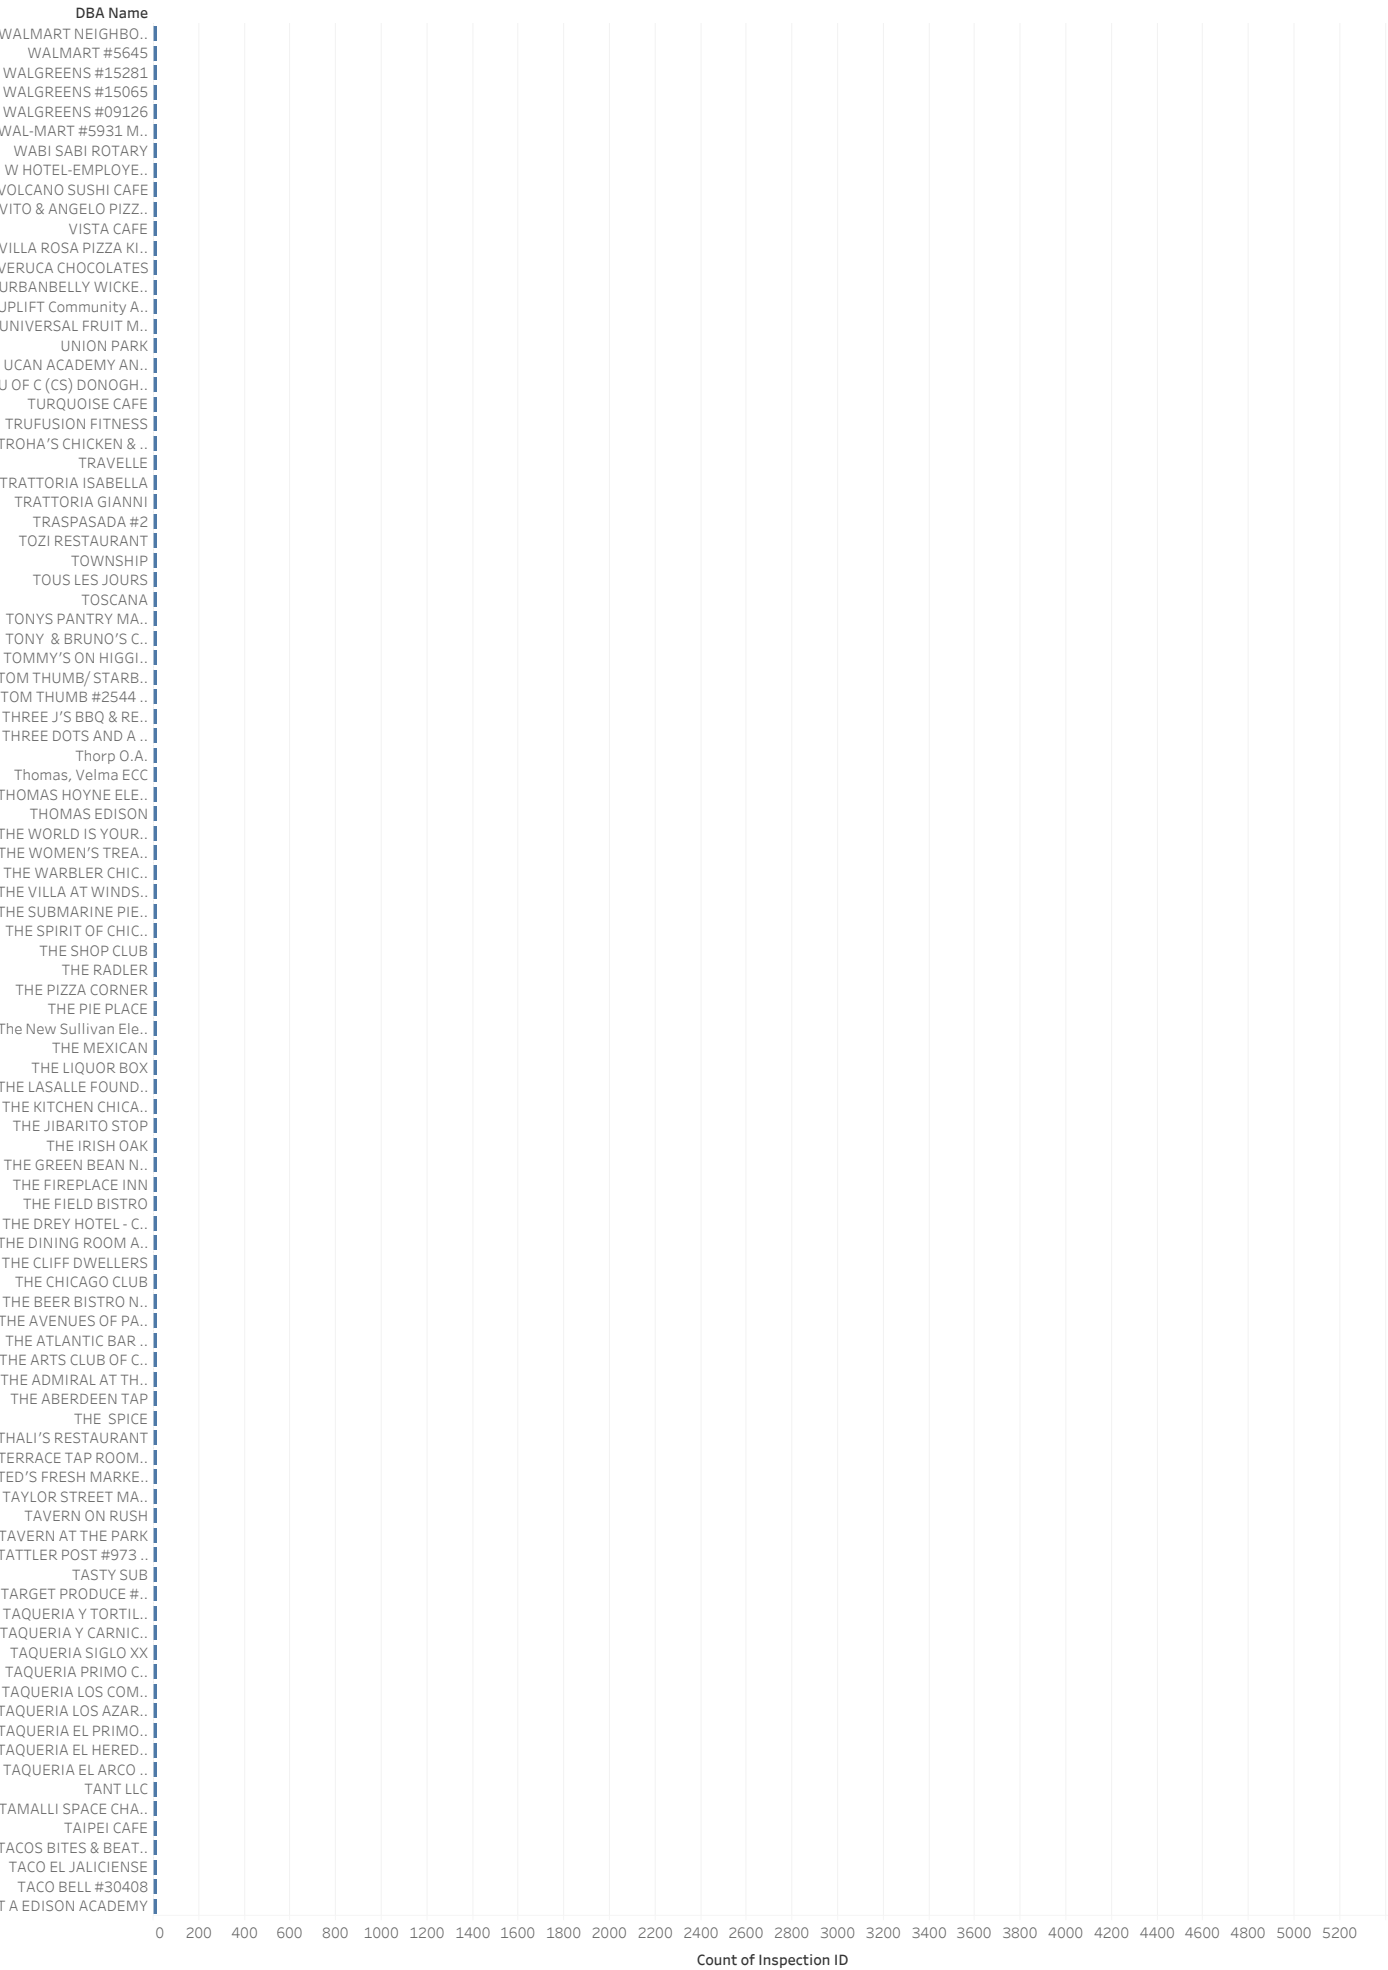 DBA Name
WALMART NEIGHBO..
WALMART #5645
WALGREENS #15281
WALGREENS #15065
WALGREENS #09126
WAL-MART #5931 M..
WABI SABI ROTARY
W HOTEL-EMPLOYE..
VOLCANO SUSHI CAFE
VITO & ANGELO PIZZ..
VISTA CAFE
VILLA ROSA PIZZA KI..
VERUCA CHOCOLATES
URBANBELLY WICKE..
UPLIFT Community A..
UNIVERSAL FRUIT M..
UNION PARK
UCAN ACADEMY AN..
U OF C (CS) DONOGH..
TURQUOISE CAFE
TRUFUSION FITNESS
TROHA'S CHICKEN & ..
TRAVELLE
TRATTORIA ISABELLA
TRATTORIA GIANNI
TRASPASADA #2
TOZI RESTAURANT
TOWNSHIP
TOUS LES JOURS
TOSCANA
TONYS PANTRY MA..
TONY  & BRUNO'S C..
TOMMY'S ON HIGGI..
TOM THUMB/ STARB..
TOM THUMB #2544 ..
THREE J'S BBQ & RE..
THREE DOTS AND A ..
Thorp O.A.
Thomas, Velma ECC
THOMAS HOYNE ELE..
THOMAS EDISON
THE WORLD IS YOUR..
THE WOMEN'S TREA..
THE WARBLER CHIC..
THE VILLA AT WINDS..
THE SUBMARINE PIE..
THE SPIRIT OF CHIC..
THE SHOP CLUB
THE RADLER
THE PIZZA CORNER
THE PIE PLACE
The New Sullivan Ele..
THE MEXICAN
THE LIQUOR BOX
THE LASALLE FOUND..
THE KITCHEN CHICA..
THE JIBARITO STOP
THE IRISH OAK
THE GREEN BEAN N..
THE FIREPLACE INN
THE FIELD BISTRO
THE DREY HOTEL - C..
THE DINING ROOM A..
THE CLIFF DWELLERS
THE CHICAGO CLUB
THE BEER BISTRO N..
THE AVENUES OF PA..
THE ATLANTIC BAR ..
THE ARTS CLUB OF C..
THE ADMIRAL AT TH..
THE ABERDEEN TAP
THE  SPICE
THALI'S RESTAURANT
TERRACE TAP ROOM..
TED'S FRESH MARKE..
TAYLOR STREET MA..
TAVERN ON RUSH
TAVERN AT THE PARK
TATTLER POST #973 ..
TASTY SUB
TARGET PRODUCE #..
TAQUERIA Y TORTIL..
TAQUERIA Y CARNIC..
TAQUERIA SIGLO XX
TAQUERIA PRIMO C..
TAQUERIA LOS COM..
TAQUERIA LOS AZAR..
TAQUERIA EL PRIMO..
TAQUERIA EL HERED..
TAQUERIA EL ARCO ..
TANT LLC
TAMALLI SPACE CHA..
TAIPEI CAFE
TACOS BITES & BEAT..
TACO EL JALICIENSE
TACO BELL #30408
T A EDISON ACADEMY
0 200 400 600 800 1000 1200 1400 1600 1800 2000 2200 2400 2600 2800 3000 3200 3400 3600 3800 4000 4200 4400 4600 4800 5000 5200
Count of Inspection ID